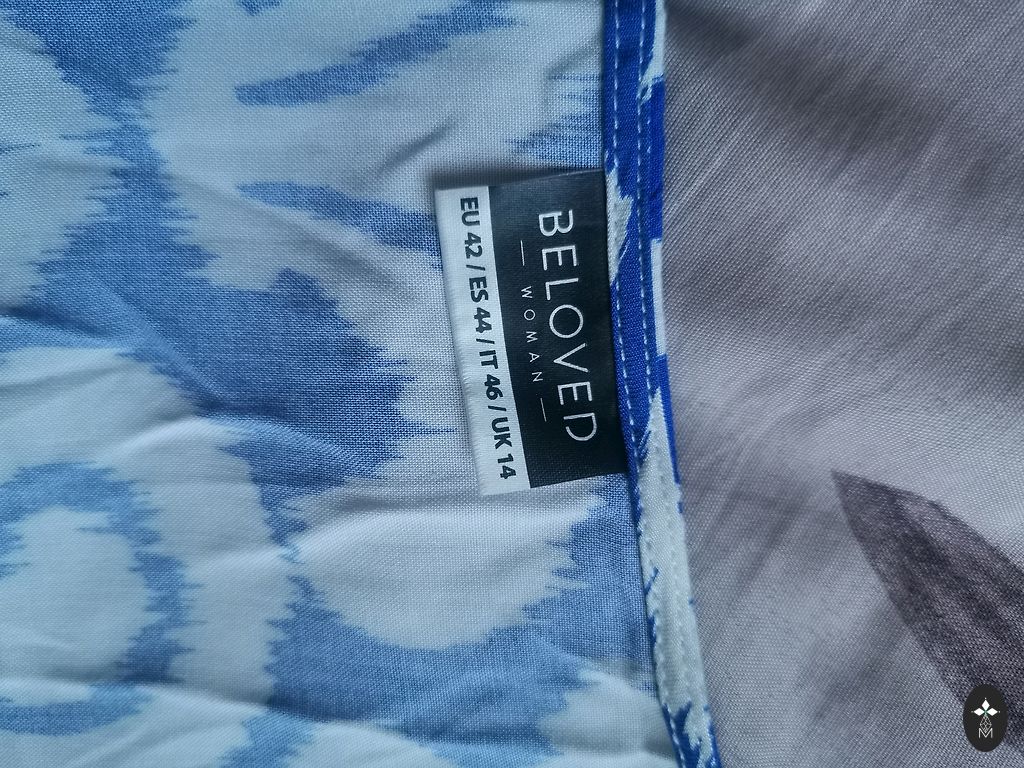 BELOVED
— WOMAN —
EU 42 / ES 44 / IT 46 / UK 14
M